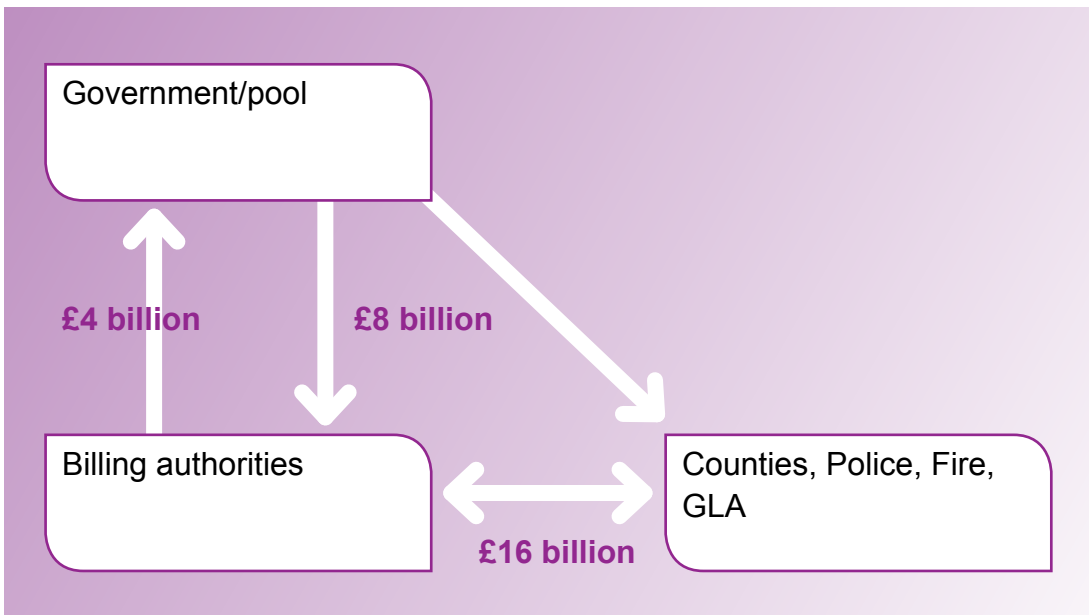 Government/pool
£4 billion
£8 billion
Billing authorities
Counties, Police, Fire,
GLA
£16 billion